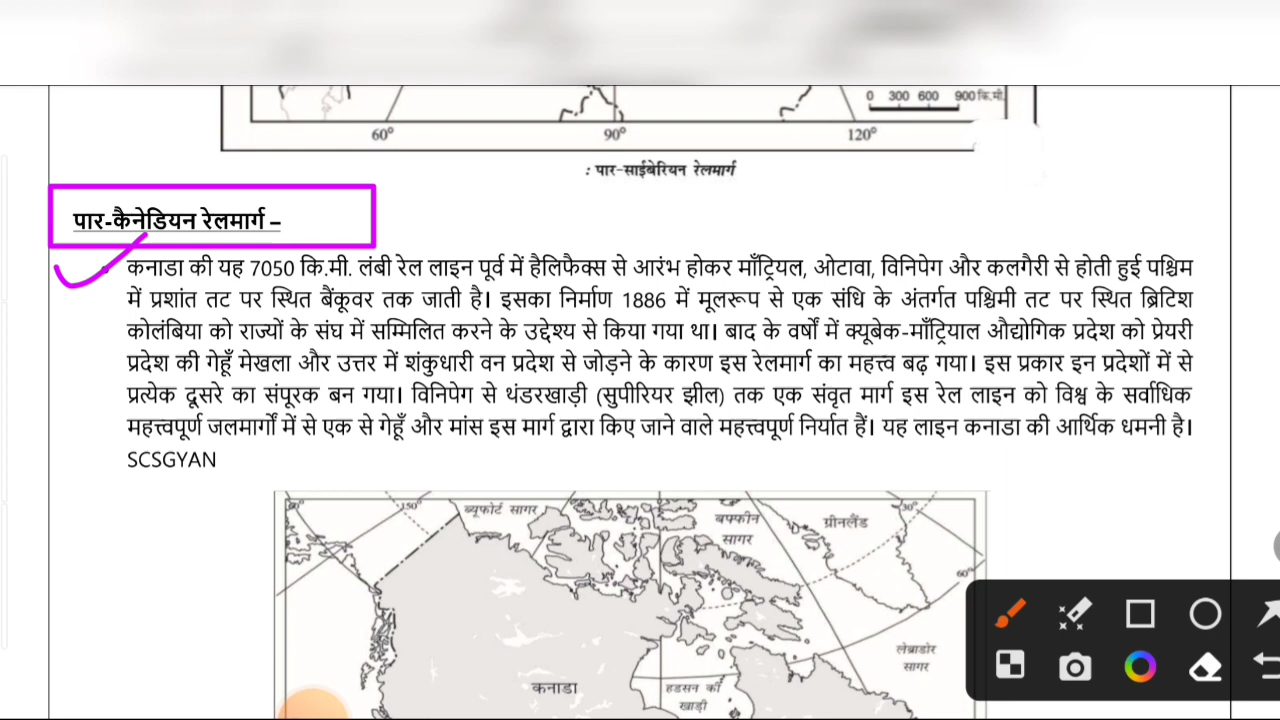 0 300 600 900 कि.मी.
60° 90° 120°
: पार-साईबेरियन रेलमार्ग
पार-कैनेडियन रेलमार्ग –
कनाडा की यह 7050 कि.मी. लंबी रेल लाइन पूर्व में हैलिफैक्स से आरंभ होकर माँट्रियल, ओटावा, विनिपेग और कलगैरी से होती हुई पश्चिम
में प्रशांत तट पर स्थित बैंकूवर तक जाती है। इसका निर्माण 1886 में मूलरूप से एक संधि के अंतर्गत पश्चिमी तट पर स्थित ब्रिटिश
कोलंबिया को राज्यों के संघ में सम्मिलित करने के उद्देश्य से किया गया था। बाद के वर्षों में क्यूबेक-माँट्रियाल औद्योगिक प्रदेश को प्रेयरी
प्रदेश की गेहूँ मेखला और उत्तर में शंकुधारी वन प्रदेश से जोड़ने के कारण इस रेलमार्ग का महत्त्व बढ़ गया। इस प्रकार इन प्रदेशों में से
प्रत्येक दूसरे का संपूरक बन गया। विनिपेग से थंडरखाड़ी (सुपीरियर झील) तक एक संवृत मार्ग इस रेल लाइन को विश्व के सर्वाधिक
महत्त्वपूर्ण जलमार्गों में से एक से गेहूँ और मांस इस मार्ग द्वारा किए जाने वाले महत्त्वपूर्ण निर्यात हैं। यह लाइन कनाडा की आर्थिक धमनी है।
SCSGYAN
150° ब्यूफोर्ट सागर बफ्फीन ग्रीनलैंड 30°
सागर
60°
लेब्राडोर
सागर
कनाडा हडसन की
खाड़ी